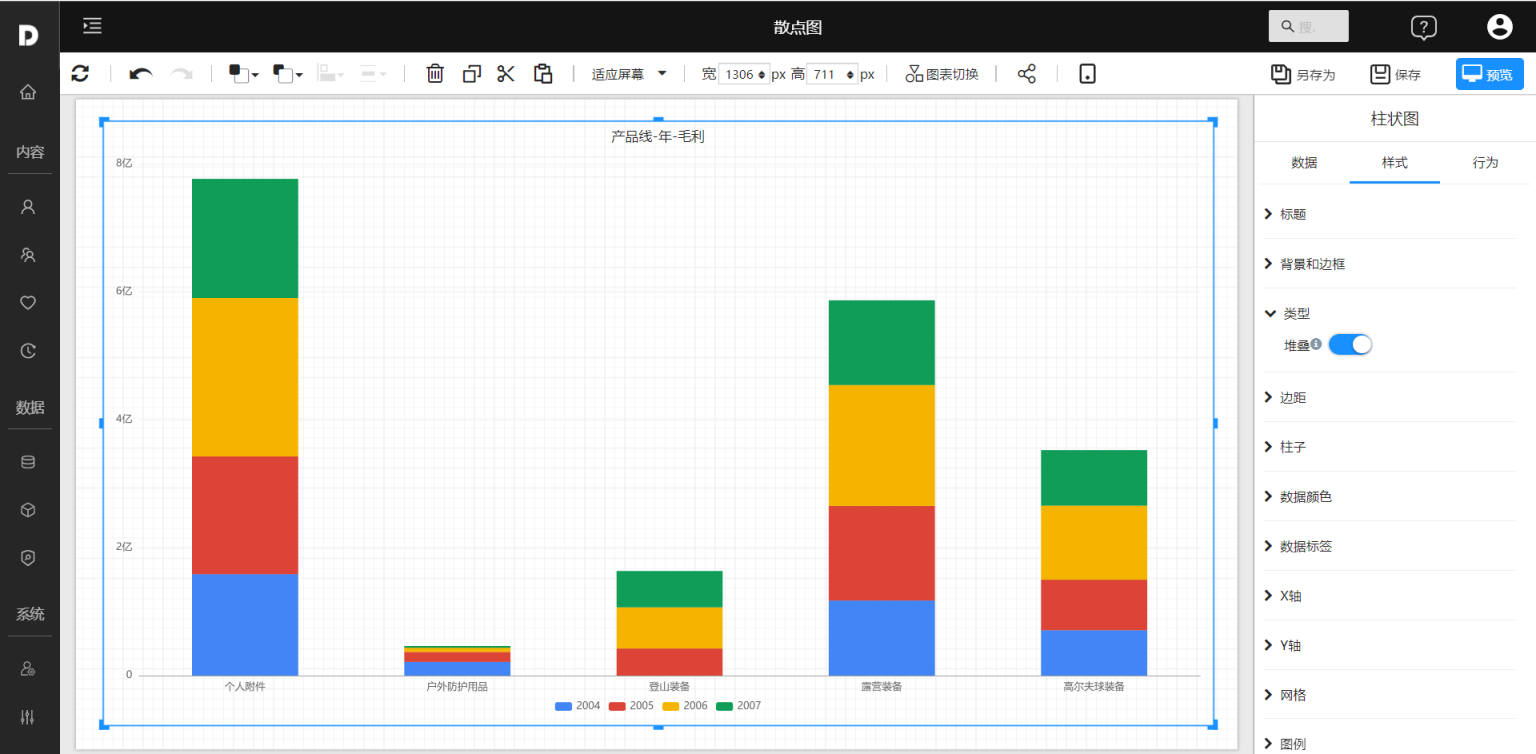 散点图
搜.
适应屏幕
宽 1306 px 高 711 px
图表切换
另存为
保存
预览
内容
数据
系统
产品线-年-毛利
8亿
6亿
4亿
2亿
0
个人附件
户外防护用品
登山装备
露营装备
高尔夫球装备
2004
2005
2006
2007
柱状图
数据
样式
行为
标题
背景和边框
类型
堆叠
边距
柱子
数据颜色
数据标签
X轴
Y轴
网格
图例